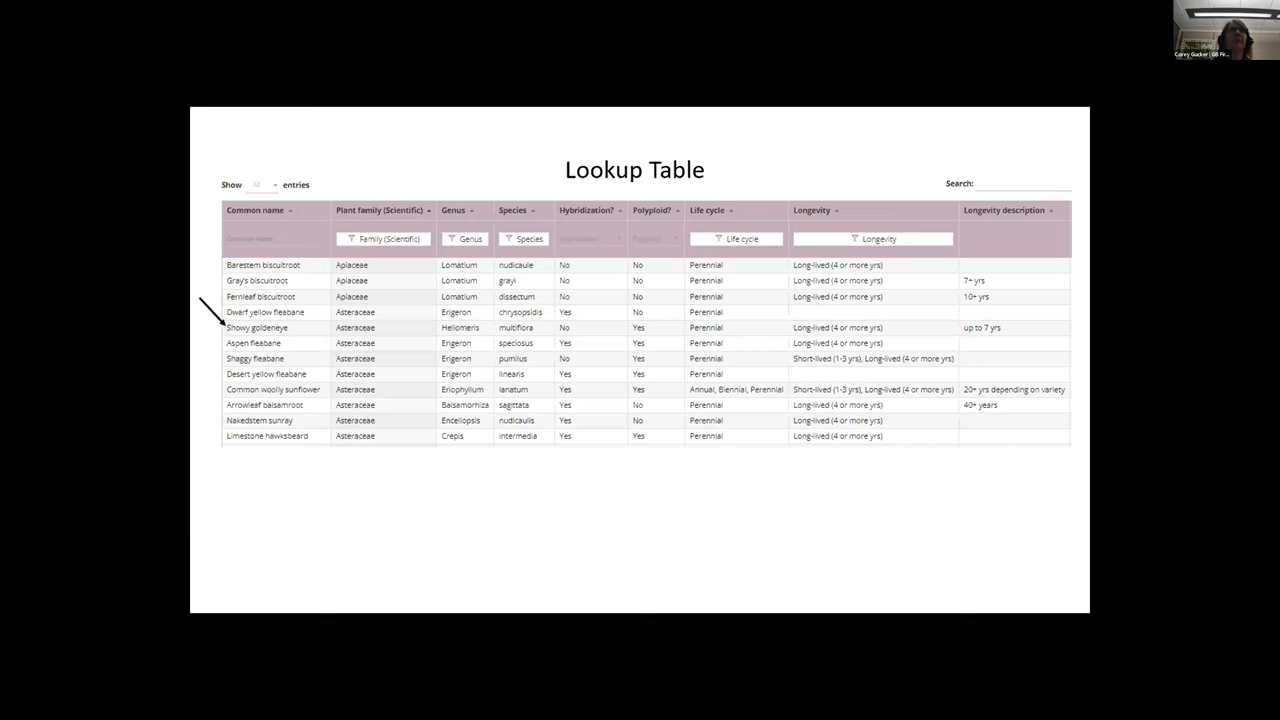 Corey Gucker | GB Fir...
Lookup Table
Show All entries Search:
Common name Plant family (Scientific) Genus Species Hybridization? Polyploid? Life cycle Longevity Longevity description
Common name Family (Scientific) Genus Species Hybridization? Polyploid? Life cycle Longevity
Barestem biscuitroot Apiaceae Lomatium nudicaule No No Perennial Long-lived (4 or more yrs)
Gray's biscuitroot Apiaceae Lomatium grayi No No Perennial Long-lived (4 or more yrs) 7+ yrs
Fernleaf biscuitroot Apiaceae Lomatium dissectum No No Perennial Long-lived (4 or more yrs) 10+ yrs
Dwarf yellow fleabane Asteraceae Erigeron chrysopsidis Yes No Perennial
Showy goldeneye Asteraceae Heliomeris multiflora No Yes Perennial Long-lived (4 or more yrs) up to 7 yrs
Aspen fleabane Asteraceae Erigeron speciosus Yes Yes Perennial Long-lived (4 or more yrs)
Shaggy fleabane Asteraceae Erigeron pumilus No Yes Perennial Short-lived (1-3 yrs), Long-lived (4 or more yrs)
Desert yellow fleabane Asteraceae Erigeron linearis Yes Yes Perennial
Common woolly sunflower Asteraceae Eriophyllum lanatum Yes Yes Annual, Biennial, Perennial Short-lived (1-3 yrs), Long-lived (4 or more yrs) 20+ yrs depending on variety
Arrowleaf balsamroot Asteraceae Balsamorhiza sagittata Yes No Perennial Long-lived (4 or more yrs) 40+ years
Nakedstem sunray Asteraceae Enceliopsis nudicaulis Yes No Perennial Long-lived (4 or more yrs)
Limestone hawksbeard Asteraceae Crepis intermedia Yes Yes Perennial Long-lived (4 or more yrs)